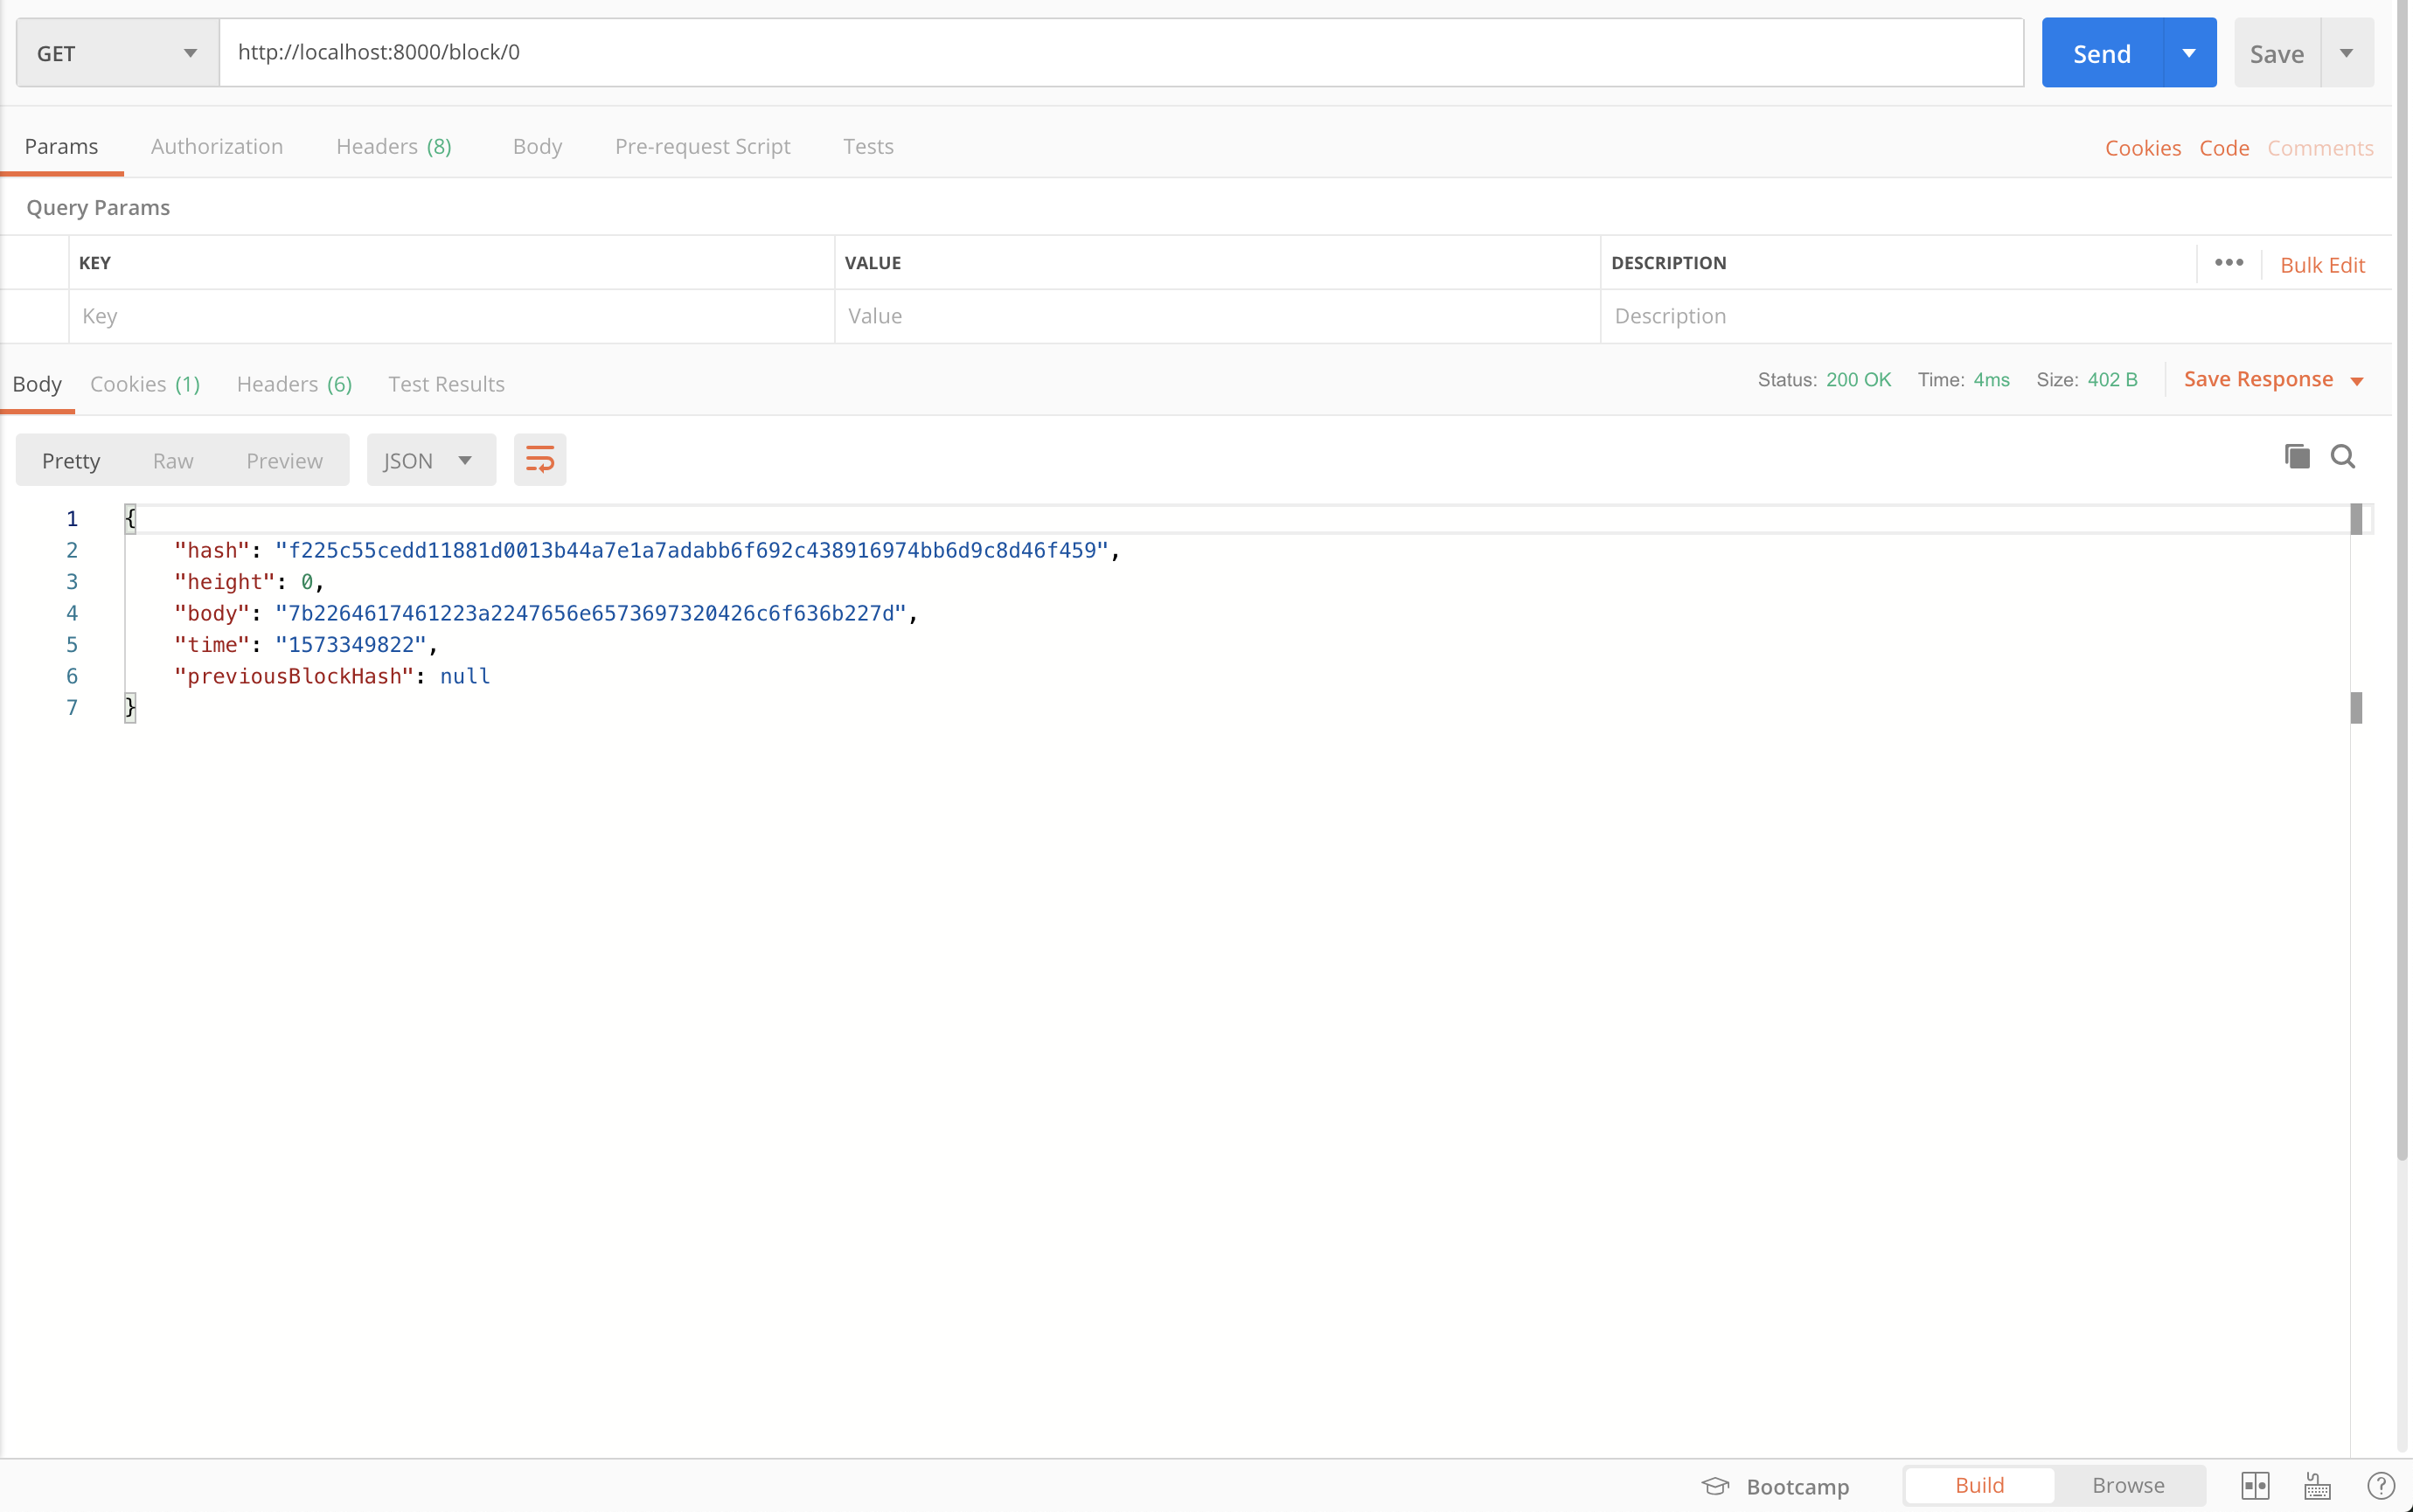 GET http://localhost:8000/block/0 Send Save
Params Authorization Headers (8) Body Pre-request Script Tests Cookies Code Comments
Query Params
KEY VALUE DESCRIPTION ••• Bulk Edit
Key Value Description
Body Cookies (1) Headers (6) Test Results Status: 200 OK Time: 4ms Size: 402 B Save Response
Pretty Raw Preview JSON
1 {
2 "hash": "f225c55cedd11881d0013b44a7e1a7adabb6f692c438916974bb6d9c8d46f459",
3 "height": 0,
4 "body": "7b2264617461223a2247656e6573697320426c6f636b227d",
5 "time": "1573349822",
6 "previousBlockHash": null
7 }
Bootcamp Build Browse ?